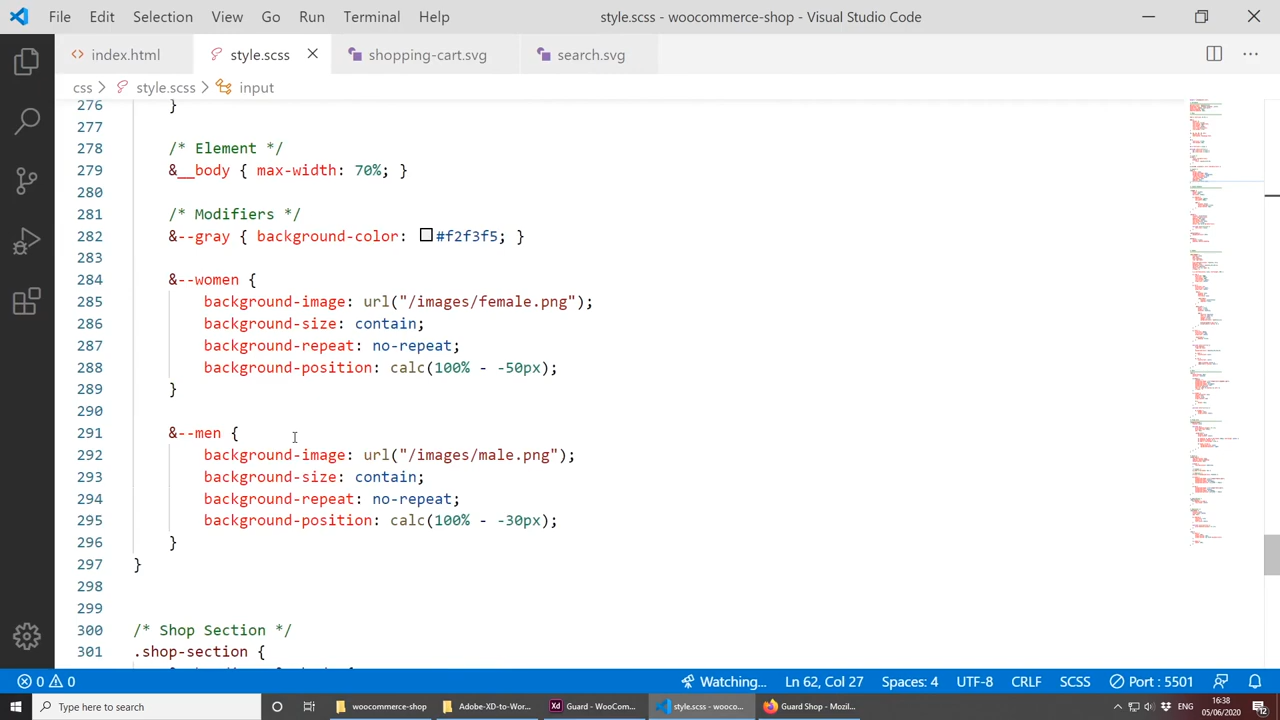 File Edit Selection View Go Run Terminal Help style.scss - woocommerce-shop - Visual Studio Code
index.html style.scss shopping-cart.svg search.svg
css > style.scss > input
276 }
277
278 /* Element */
279 &__body { max-width: 70%; }
280
281 /* Modifiers */
282 &--gray { background-color: #f2f2f2; }
283
284 &--women {
285 background-image: url("/images/female.png");
286 background-size: contain;
287 background-repeat: no-repeat;
288 background-position: calc(100% - -50px);
289 }
290
291 &--men {
292 background-image: url("/images/male.png");
293 background-size: contain;
294 background-repeat: no-repeat;
295 background-position: calc(100% - -30px);
296 }
297 }
298
299
300 /* Shop Section */
301 .shop-section {
0 0 Watching... Ln 62, Col 27 Spaces: 4 UTF-8 CRLF SCSS Port : 5501
Type here to search woocommerce-shop Adobe-XD-to-Wor... Guard - WooCom... style.scss - wooco... Guard Shop - Mozil... ENG 16:38
05/06/2020 12